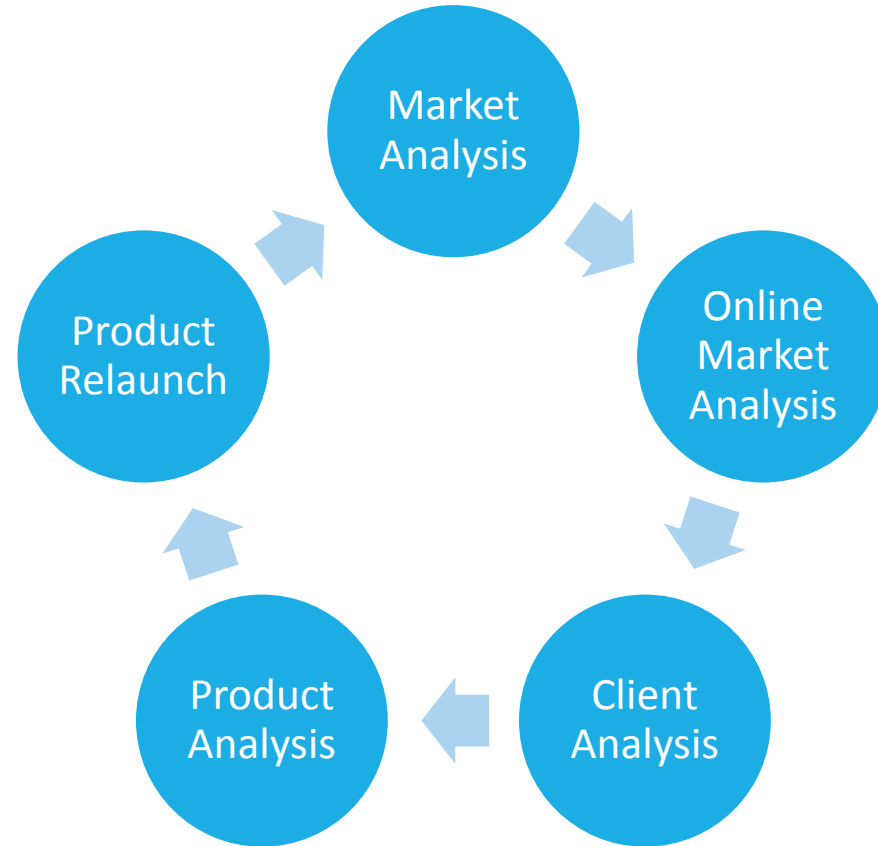 Market
Analysis
Online
Market
Analysis
Client
Analysis
Product
Analysis
Product
Relaunch